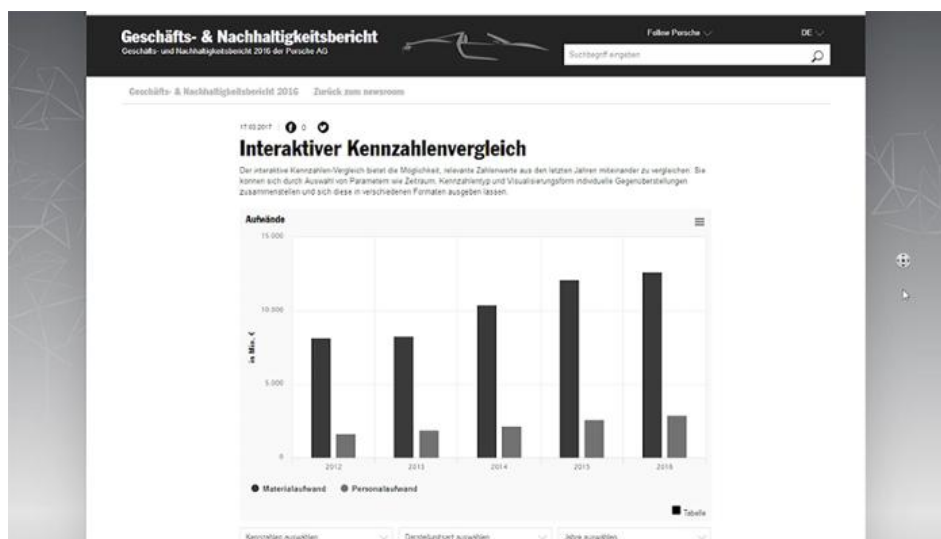 Geschäfts- & Nachhaltigkeitsbericht
Geschäfts- und Nachhaltigkeitsbericht 2016 der Porsche AG
Follow Porsche
DE
Suchbegriff eingeben
Geschäfts- & Nachhaltigkeitsbericht 2016 Zurück zum newsroom
17.03.2017 0
Interaktiver Kennzahlenvergleich
Der interaktive Kennzahlen-Vergleich bietet die Möglichkeit, relevante Zahlenwerte aus den letzten Jahren miteinander zu vergleichen. Sie
können sich durch Auswahl von Parametern wie Zeitraum, Kennzahlentyp und Visualisierungsform individuelle Gegenüberstellungen
zusammenstellen und sich diese in verschiedenen Formaten ausgeben lassen.
Aufwände
15.000
10.000
in Mio. €
5.000
0
2012 2013 2014 2015 2016
Materialaufwand Personalaufwand
Tabelle
Kennzahlen auswählen Darstellungsart auswählen Jahre auswählen